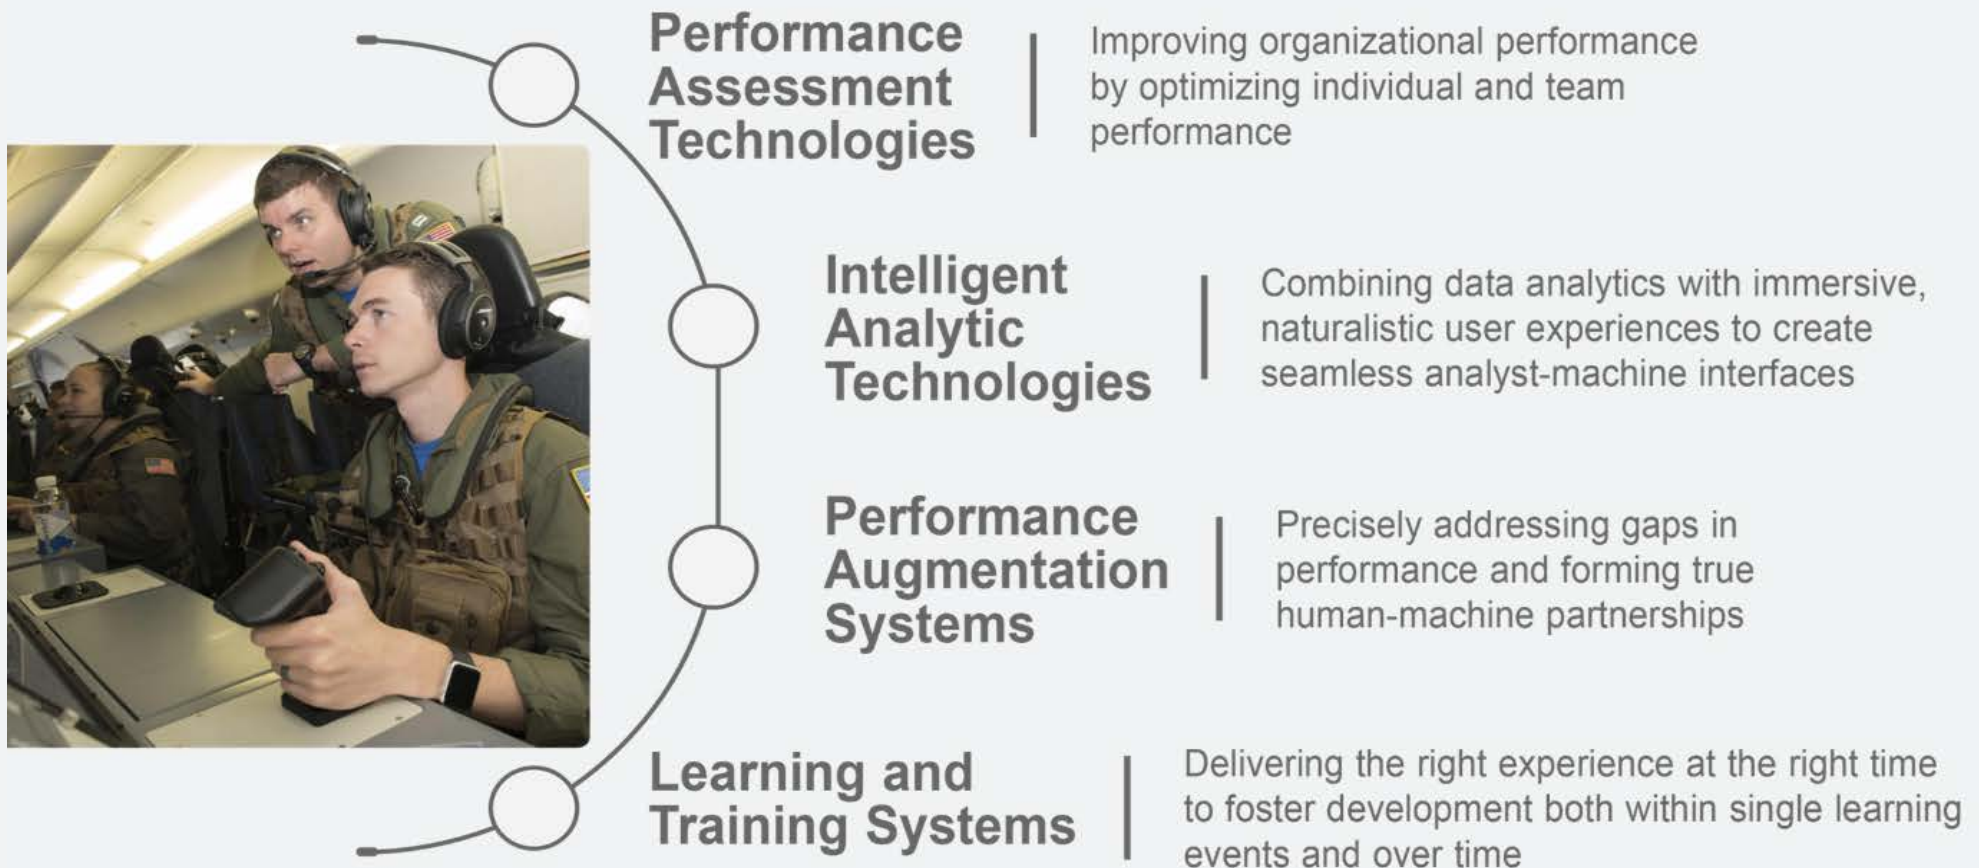 Performance
Assessment
Technologies
Improving organizational performance
by optimizing individual and team
performance
Intelligent
Analytic
Technologies
Combining data analytics with immersive,
naturalistic user experiences to create
seamless analyst-machine interfaces
Performance
Augmentation
Systems
Precisely addressing gaps in
performance and forming true
human-machine partnerships
Learning and
Training Systems
Delivering the right experience at the right time
to foster development both within single learning
events and over time